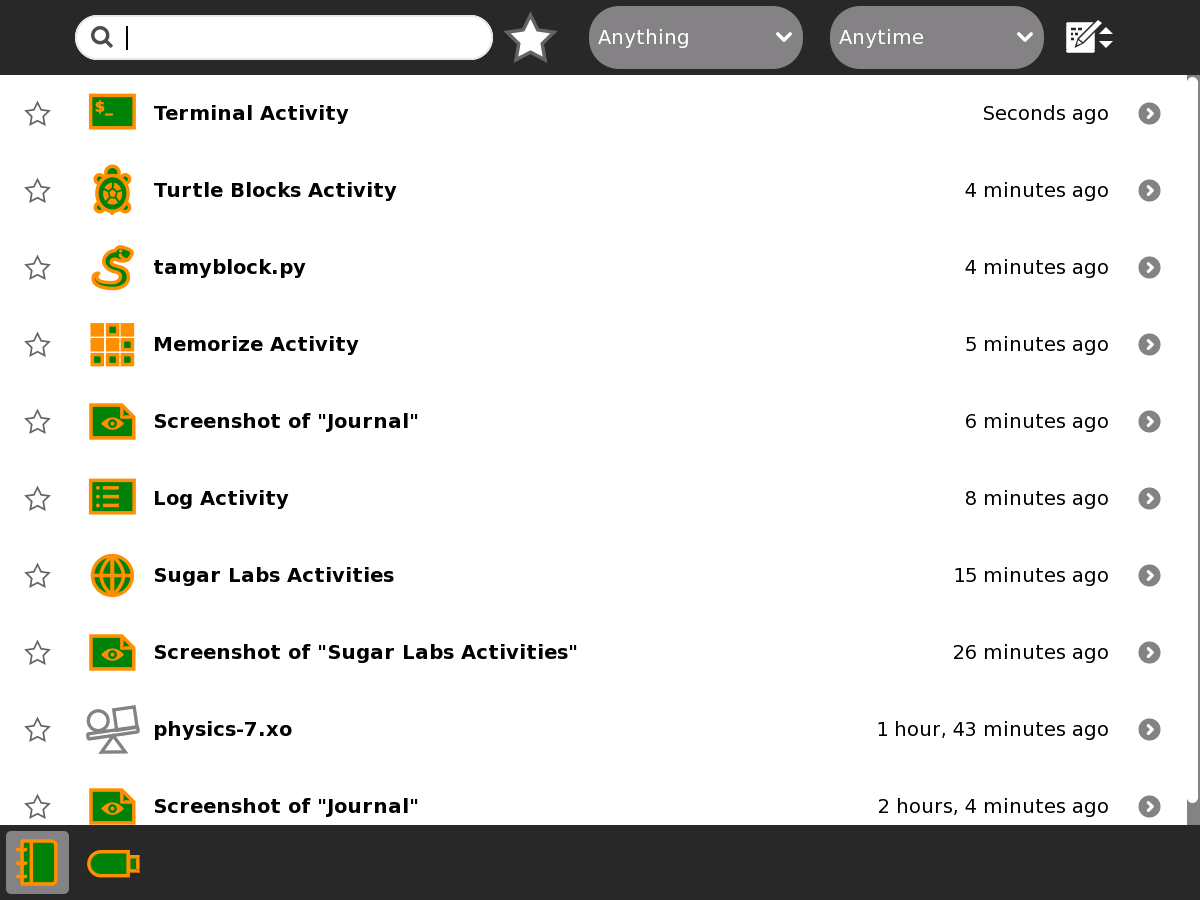 Anything
Anytime
$_
Terminal Activity
Seconds ago
Turtle Blocks Activity
4 minutes ago
tamyblock.py
4 minutes ago
Memorize Activity
5 minutes ago
Screenshot of "Journal"
6 minutes ago
Log Activity
8 minutes ago
Sugar Labs Activities
15 minutes ago
Screenshot of "Sugar Labs Activities"
26 minutes ago
physics-7.xo
1 hour, 43 minutes ago
Screenshot of "Journal"
2 hours, 4 minutes ago